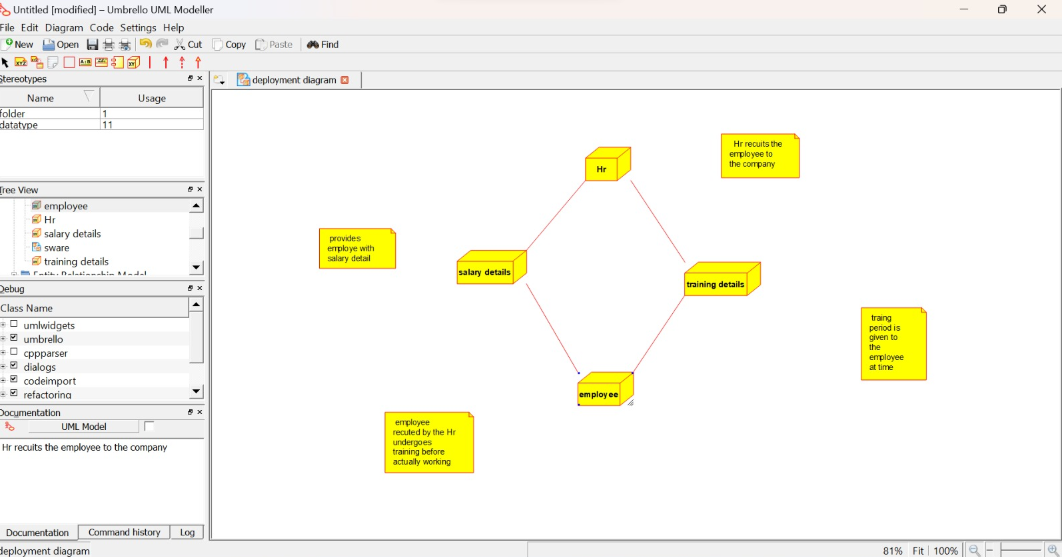 Untitled [modified] – Umbrello UML Modeller
File Edit Diagram Code Settings Help
New Open Cut Copy Paste Find
Stereotypes
Name Usage
folder 1
datatype 11
Tree View
employee
Hr
salary details
sware
training details
Entity Relationship Model
Debug
Class Name
umlwidgets
umbrello
cppparser
dialogs
codeimport
refactoring
Documentation
UML Model
Hr recuits the employee to the company
Documentation Command history Log
deployment diagram
deployment diagram
Hr
Hr recuits the
employee to
the company
provides
employe with
salary detail
salary details
training details
traing
period is
given to
the
employee
at time
employee
employee
recuted by the Hr
undergoes
training before
actually working
81% Fit 100%